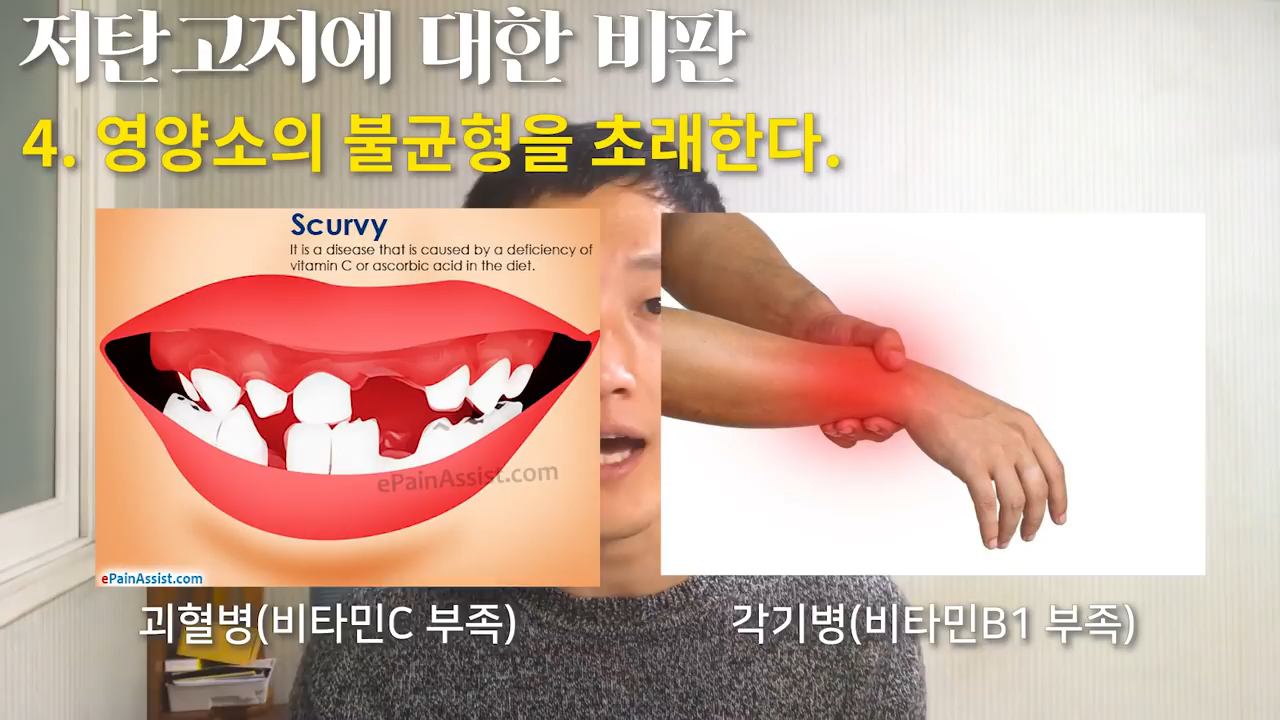 저탄고지에 대한 비판
4. 영양소의 불균형을 초래한다.
Scurvy
It is a disease that is caused by a deficiency of
vitamin C or ascorbic acid in the diet.
ePainAssist.com
ePainAssist.com
괴혈병(비타민C 부족)
각기병(비타민B1 부족)